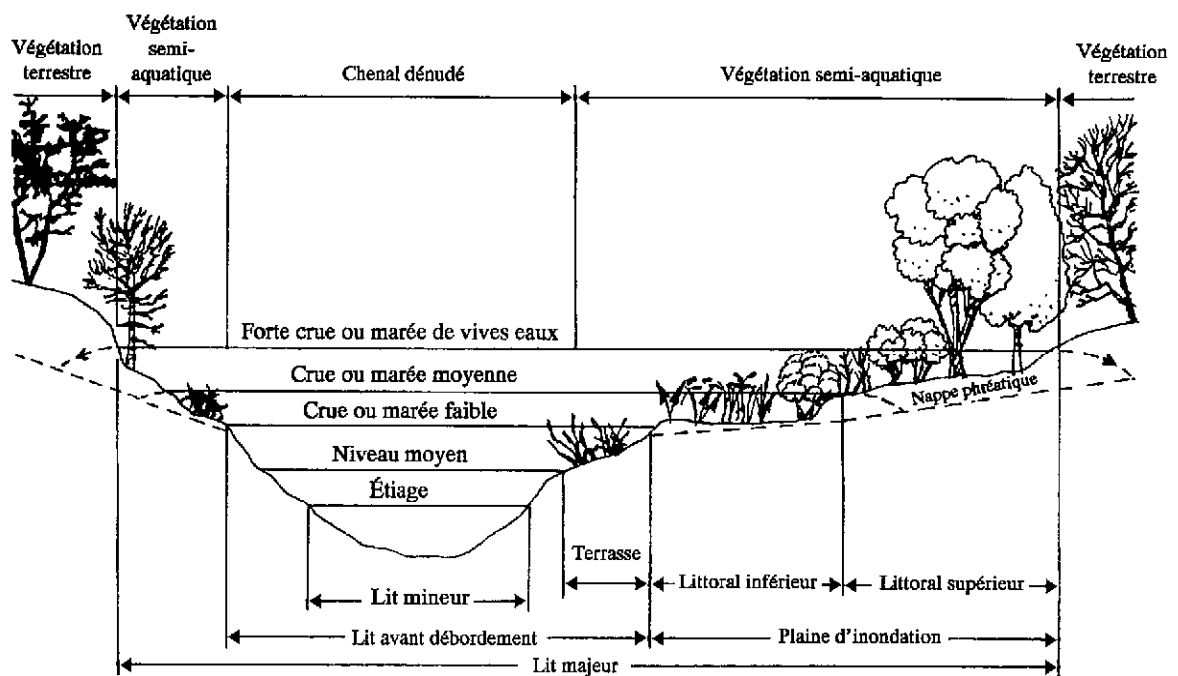 Végétation
terrestre
Végétation
semi-
aquatique
Chenal dénudé
Végétation semi-aquatique
Végétation
terrestre
Forte crue ou marée de vives eaux
Crue ou marée moyenne
Crue ou marée faible
Niveau moyen
Étiage
Nappe phréatique
Terrasse
Lit mineur
Littoral inférieur
Littoral supérieur
Lit avant débordement
Plaine d'inondation
Lit majeur